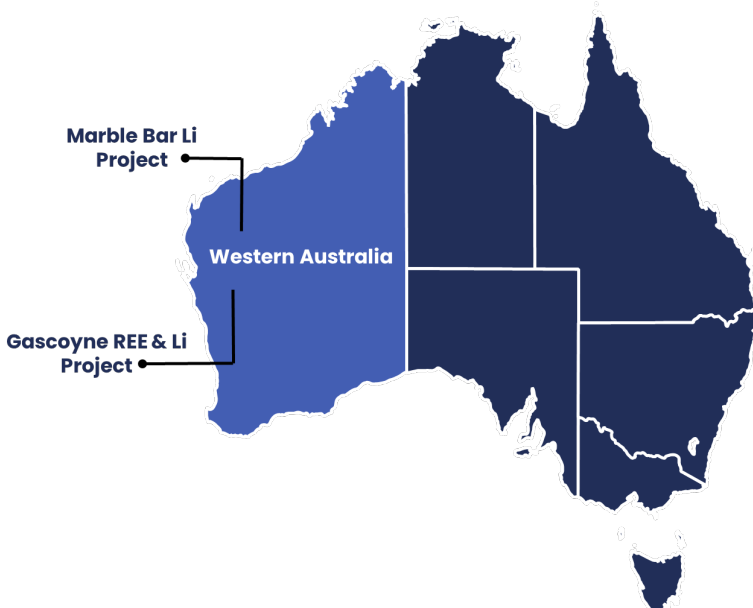 Marble Bar Li
Project
Western Australia
Gascoyne REE & Li
Project